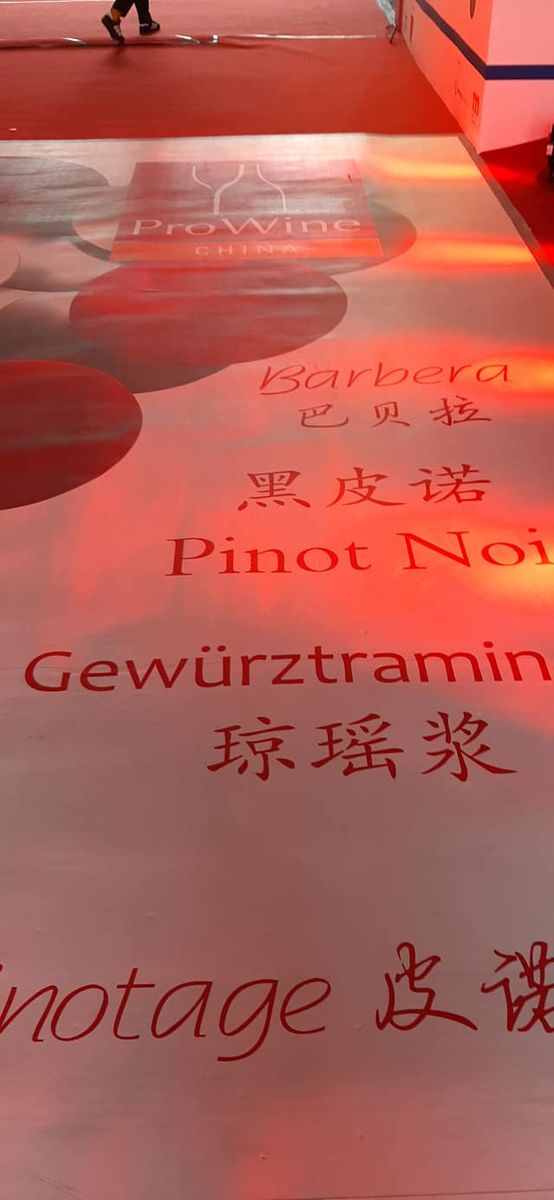 ProWine
CHINA
Barbera
巴贝拉
黑皮诺
Pinot Noi
Gewürztramin
琼瑶浆
notage 皮诺